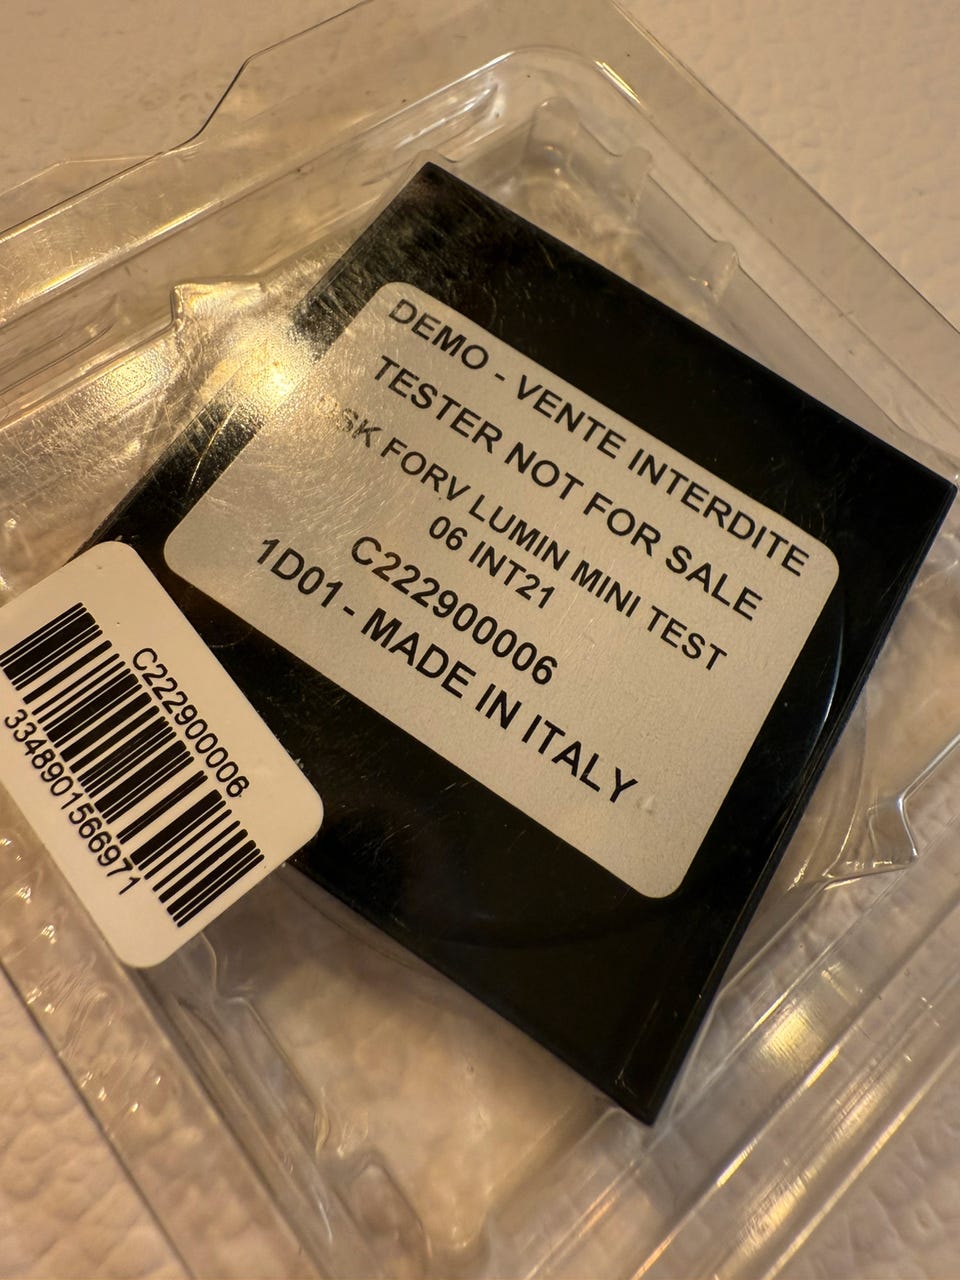 DEMO - VENTE INTERDITE
TESTER NOT FOR SALE
FORV LUMIN MINI TEST
06 INT21
C222900006
1D01 - MADE IN ITALY
C222900006
3348901566971